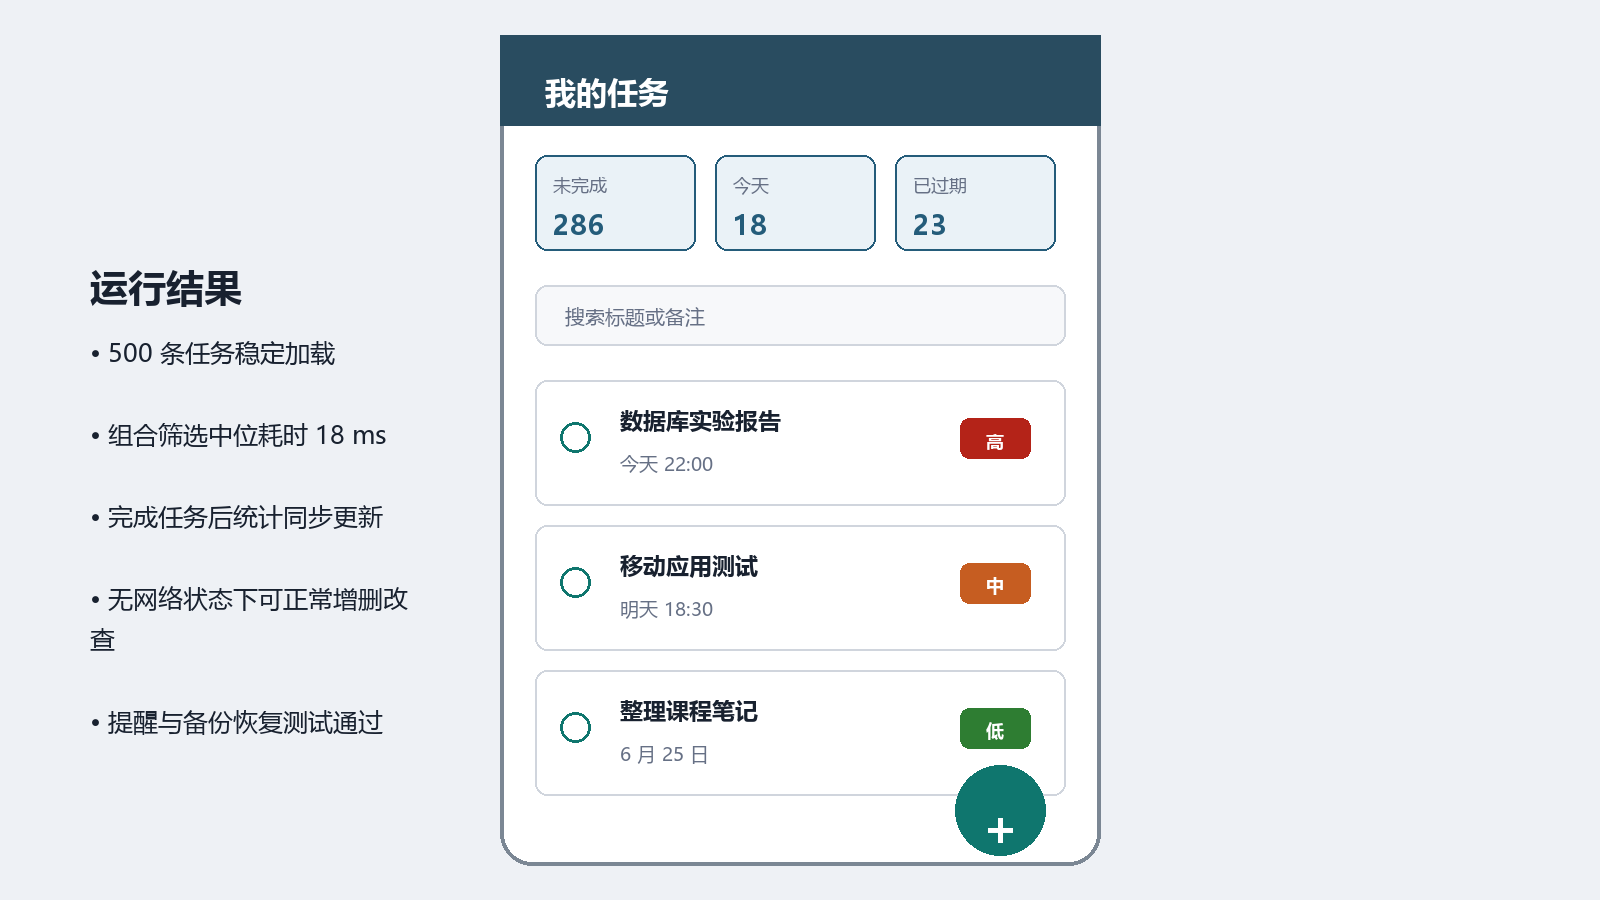 运行结果
• 500 条任务稳定加载
• 组合筛选中位耗时 18 ms
• 完成任务后统计同步更新
• 无网络状态下可正常增删改
查
• 提醒与备份恢复测试通过
我的任务
未完成
286
今天
18
已过期
23
搜索标题或备注
数据库实验报告
今天 22:00
高
移动应用测试
明天 18:30
中
整理课程笔记
6 月 25 日
低
+